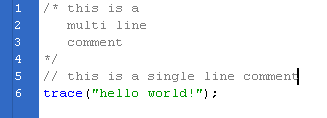 1 /* this is a
2    multi line
3    comment
4 */
5 // this is a single line comment
6 trace("hello world!");